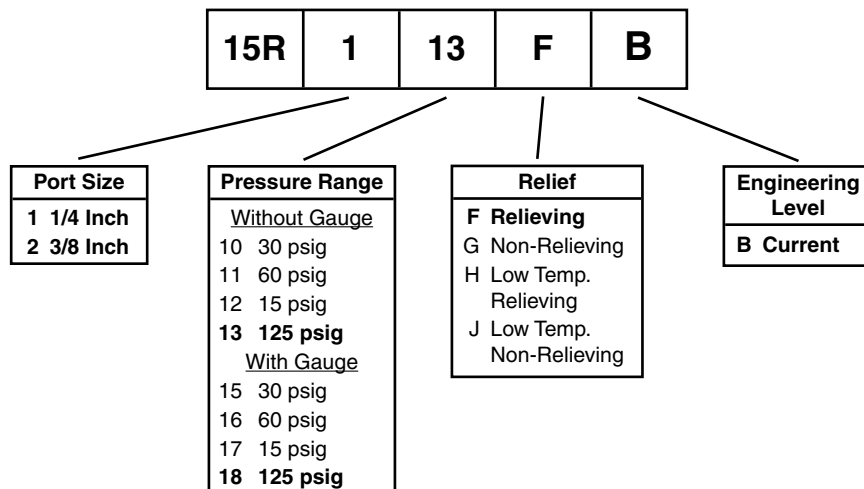 15R 1 13 F B
Port Size
1 1/4 Inch
2 3/8 Inch
Pressure Range
Without Gauge
10 30 psig
11 60 psig
12 15 psig
13 125 psig
With Gauge
15 30 psig
16 60 psig
17 15 psig
18 125 psig
Relief
F Relieving
G Non-Relieving
H Low Temp.
Relieving
J Low Temp.
Non-Relieving
Engineering
Level
B Current